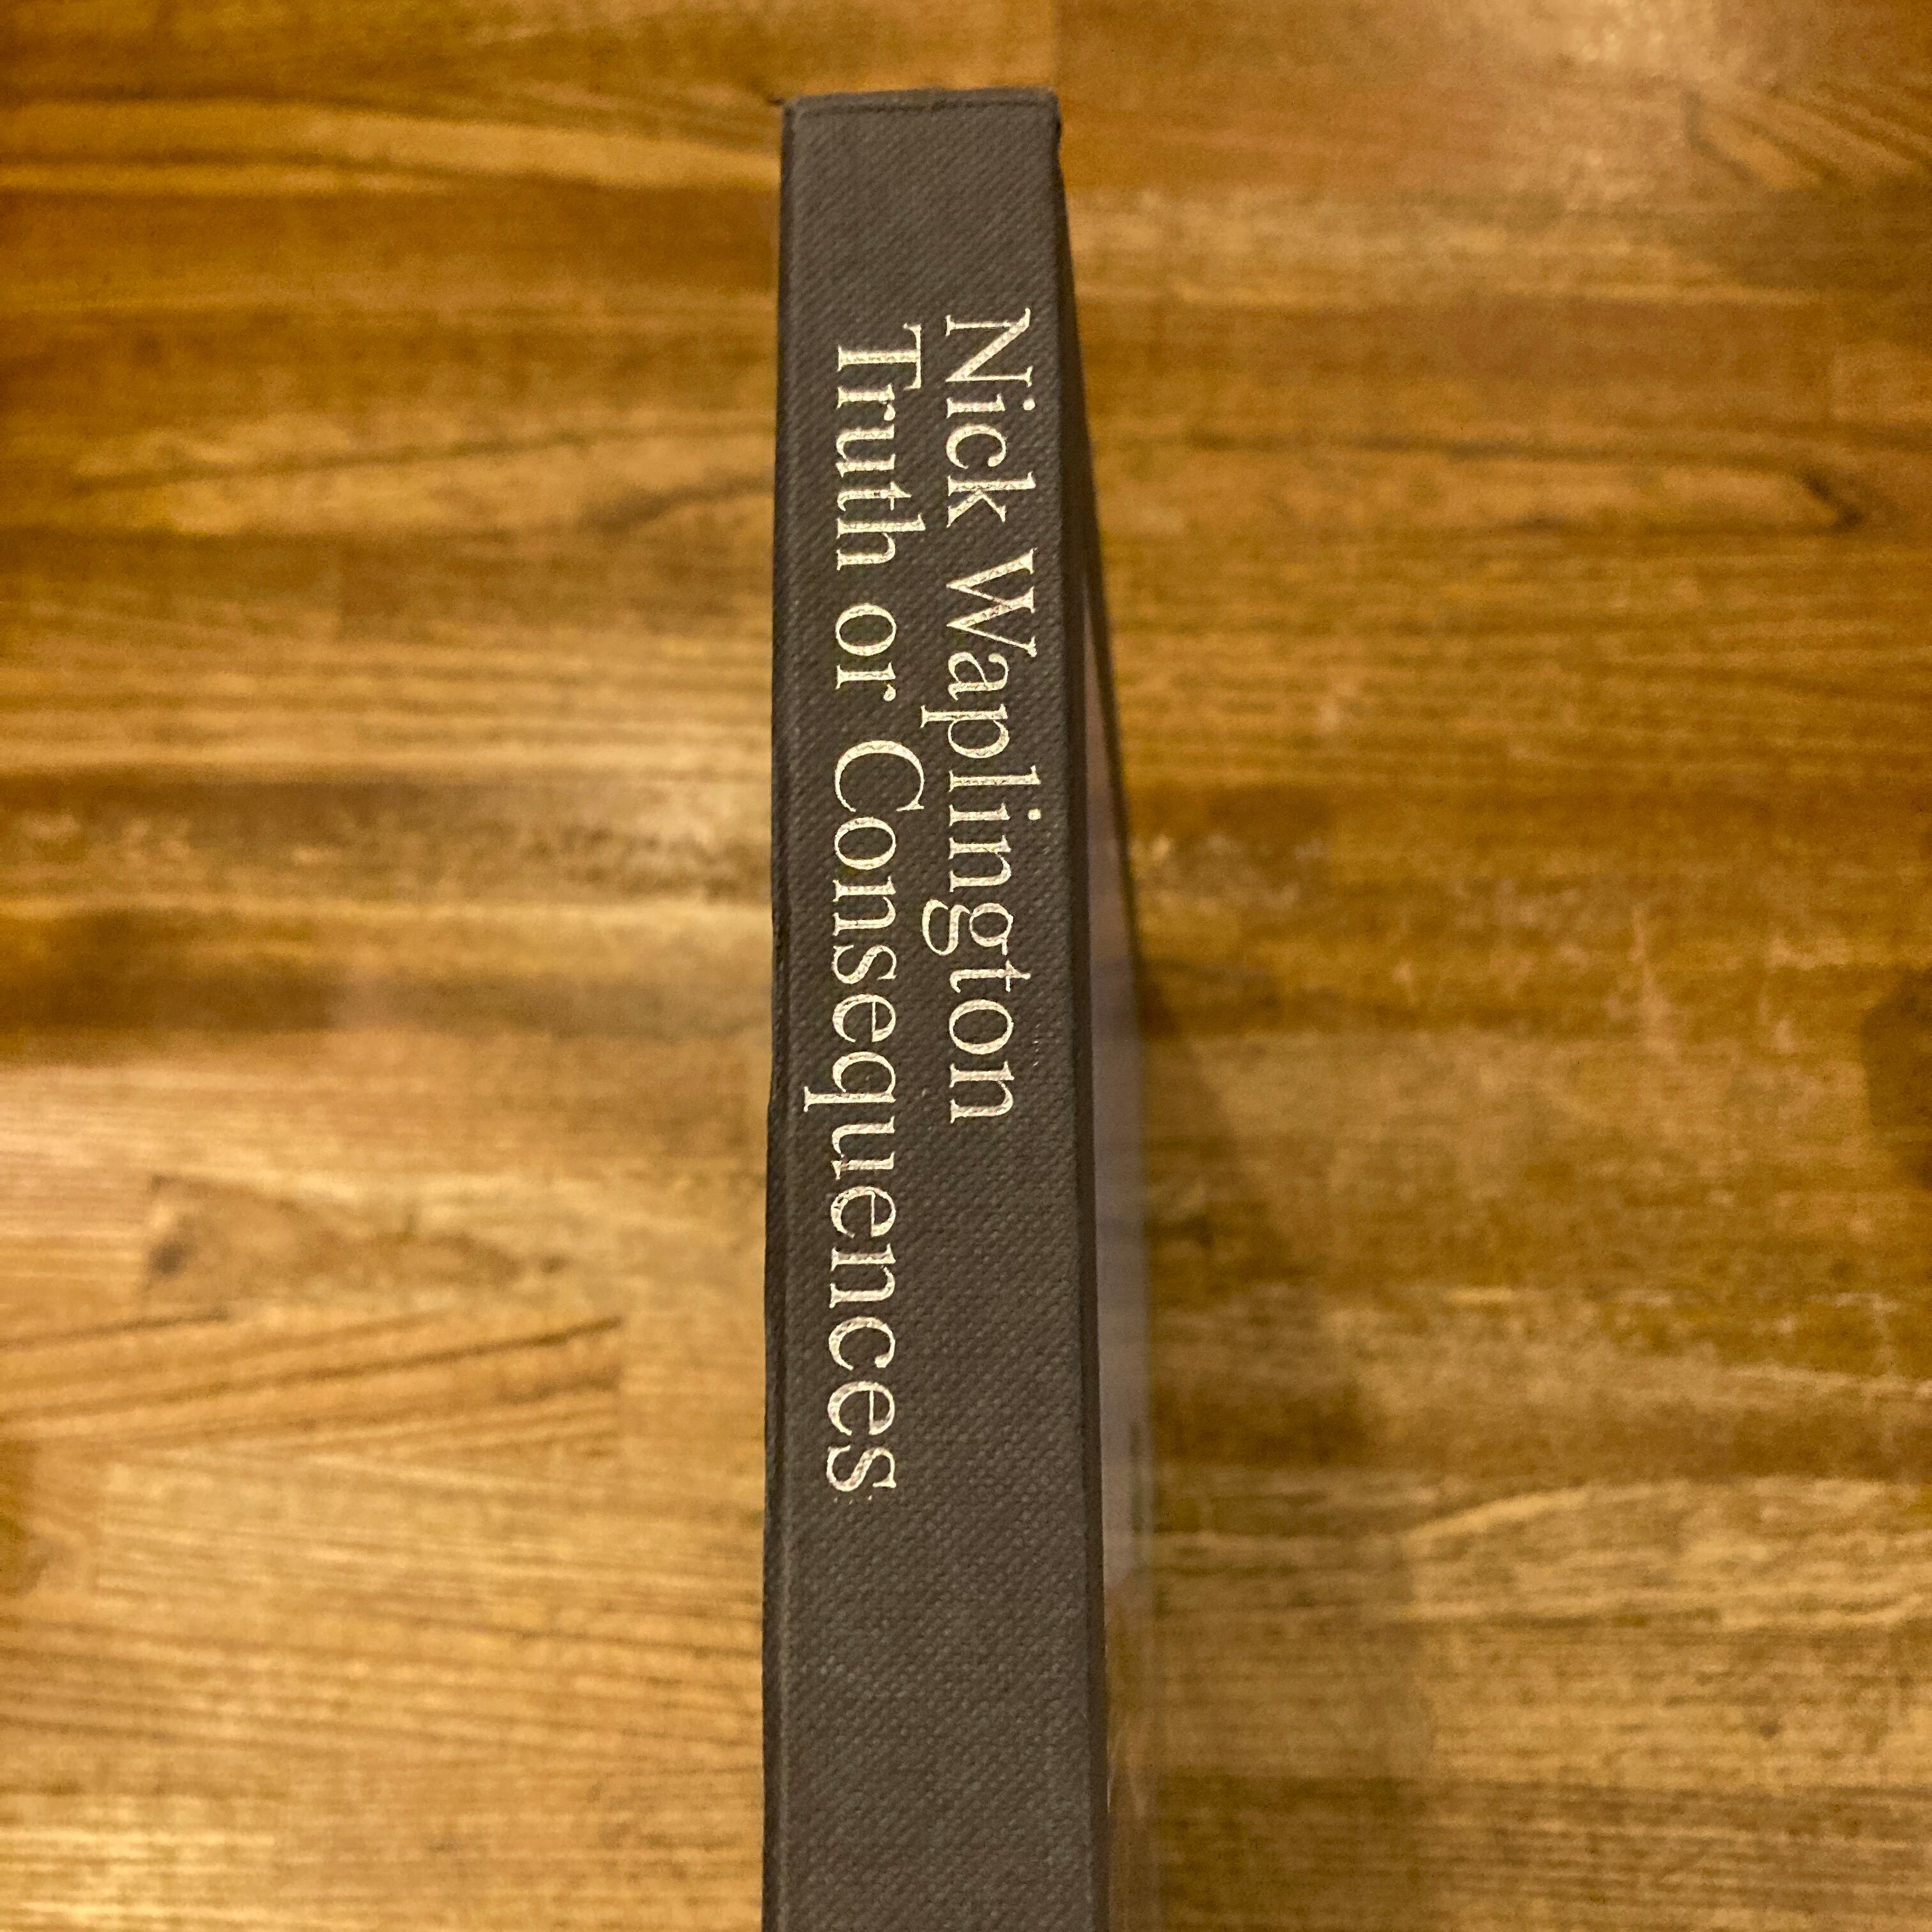 Nick Waplington
Truth or Consequences